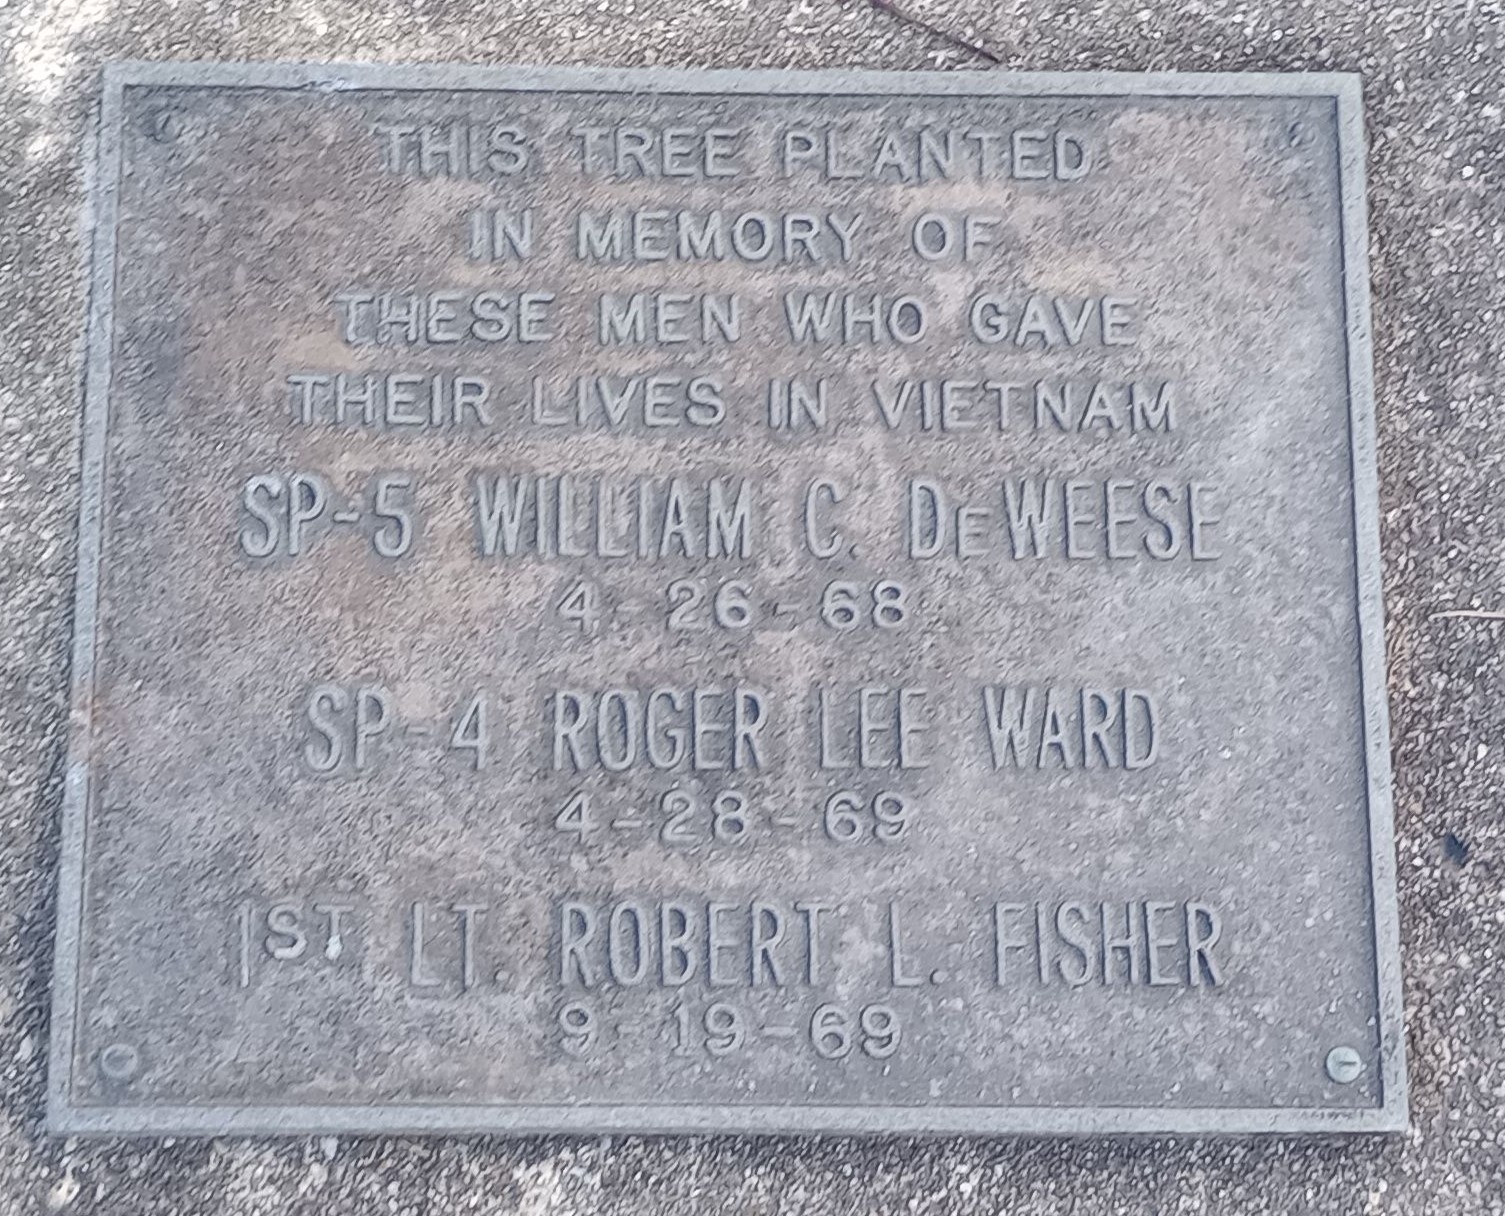 THIS TREE PLANTED
IN MEMORY OF
THESE MEN WHO GAVE
THEIR LIVES IN VIETNAM
SP-5 WILLIAM C. DeWEESE
4-26-68
SP-4 ROGER LEE WARD
4-28-69
1ST LT. ROBERT L. FISHER
9-19-69